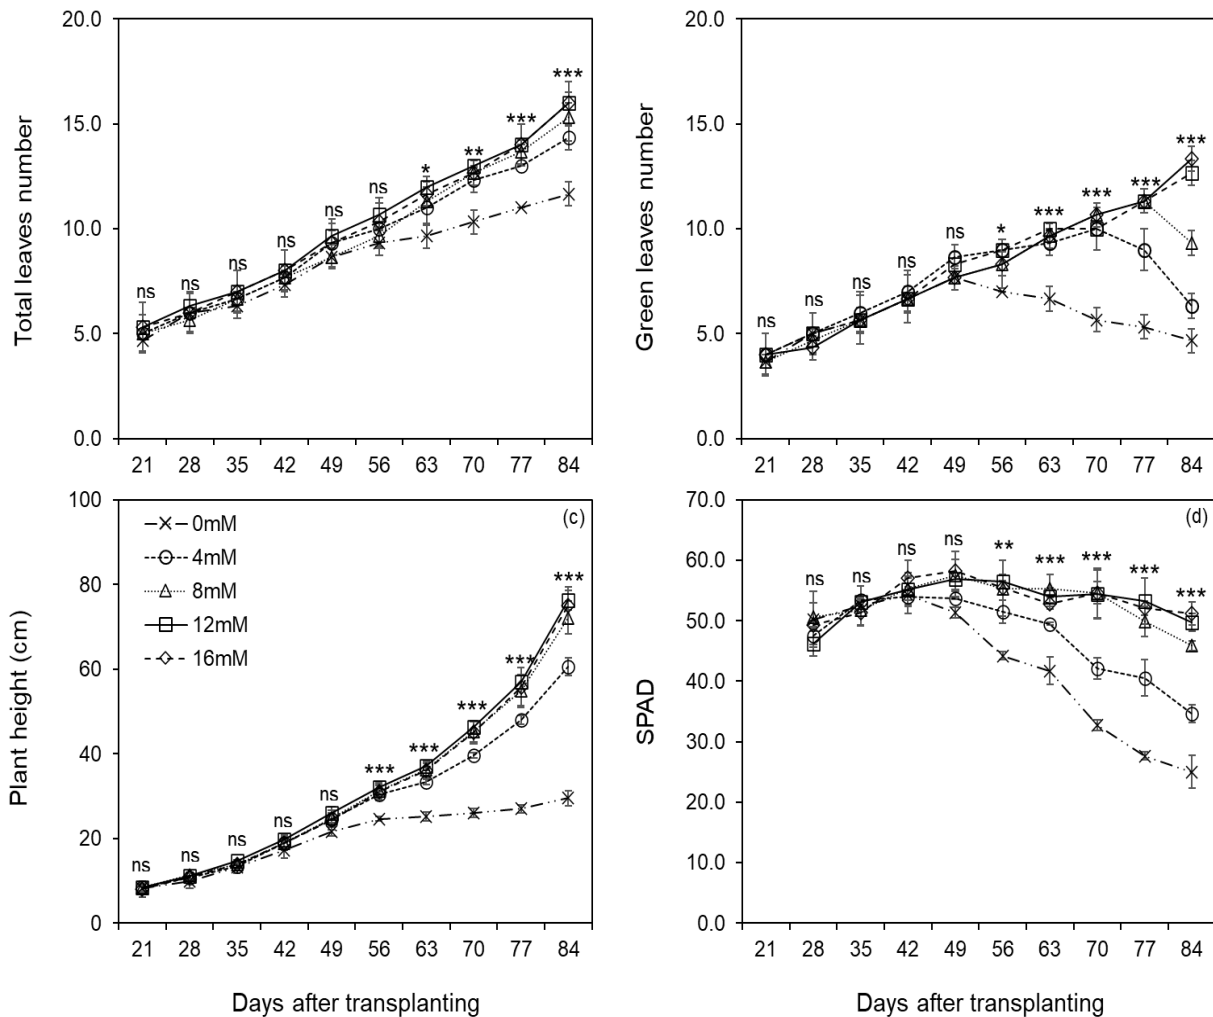 Total leaves number
20.0
15.0
10.0
5.0
0.0
ns
ns
ns
ns
ns
ns
*
**
***
***
21 28 35 42 49 56 63 70 77 84
Green leaves number
20.0
15.0
10.0
5.0
0.0
ns
ns
ns
ns
ns
*
***
***
***
***
21 28 35 42 49 56 63 70 77 84
Plant height (cm)
100
80
60
40
20
0
(c)
0mM
4mM
8mM
12mM
16mM
ns
ns
ns
ns
ns
***
***
***
***
***
21 28 35 42 49 56 63 70 77 84
Days after transplanting
SPAD
70.0
60.0
50.0
40.0
30.0
20.0
10.0
0.0
(d)
ns
ns
ns
ns
**
***
***
***
***
21 28 35 42 49 56 63 70 77 84
Days after transplanting